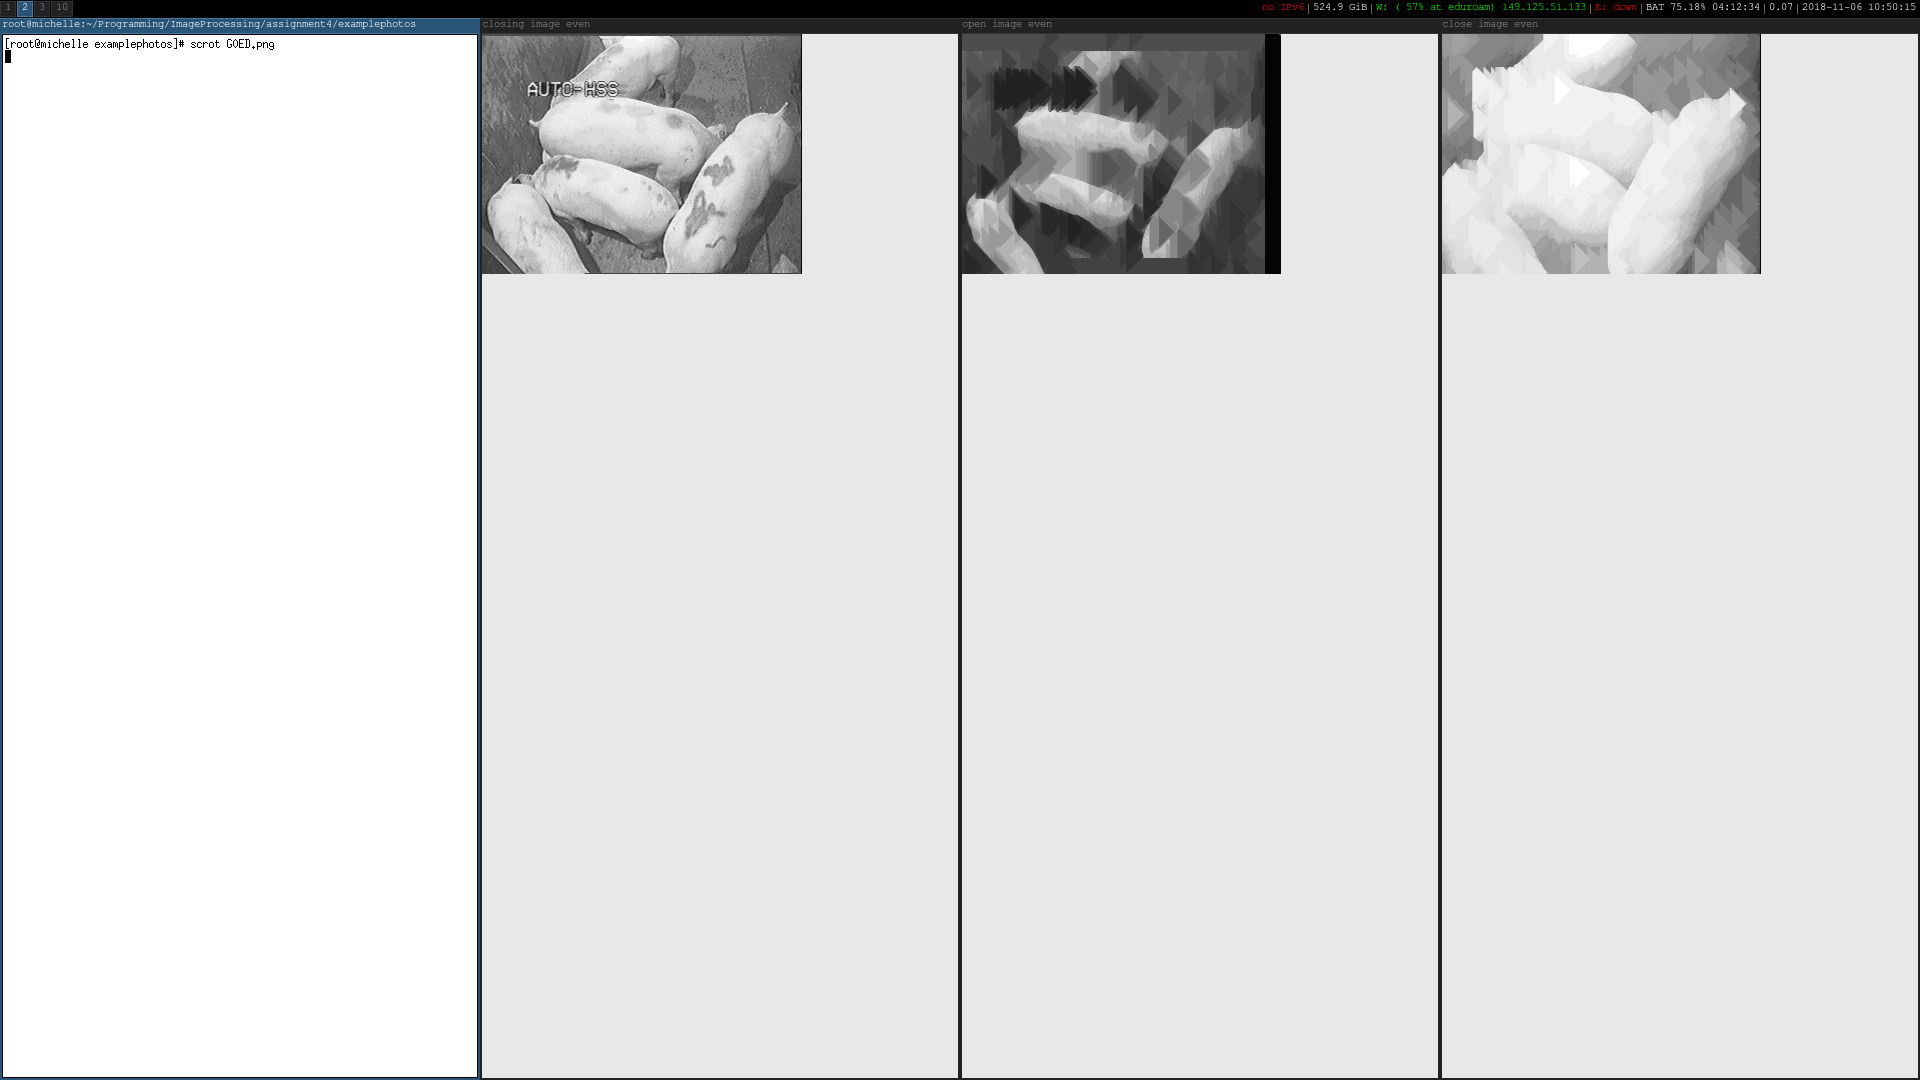 1 2 3 10
no IPv6|524.9 GiB|W: ( 57% at eduroam) 149.125.51.133|E: down|BAT 75.18% 04:12:34|0.07|2018-11-06 10:50:15
root@michelle:~/Programming/ImageProcessing/assignment4/examplephotos
closing image even
open image even
close image even
[root@michelle examplephotos]# scrot GOED.png
AUTO-HSS